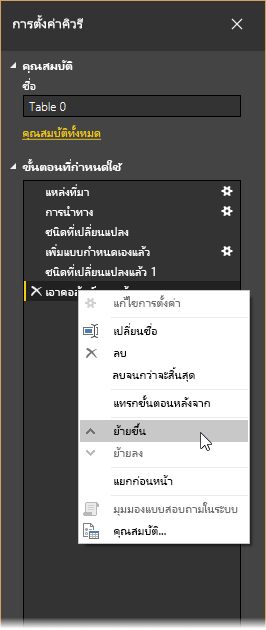 การตั้งค่าคิวรี
คุณสมบัติ
ชื่อ
Table 0
คุณสมบัติทั้งหมด
ขั้นตอนที่กำหนดใช้
แหล่งที่มา
การนำทาง
ชนิดที่เปลี่ยนแปลง
เพิ่มแบบกำหนดเองแล้ว
ชนิดที่เปลี่ยนแปลงแล้ว 1
แก้ไขการตั้งค่า
เปลี่ยนชื่อ
ลบ
ลบจนกว่าจะสิ้นสุด
แทรกขั้นตอนหลังจาก
ย้ายขึ้น
ย้ายลง
แยกก่อนหน้า
มุมมองแบบสอบถามในระบบ
คุณสมบัติ...